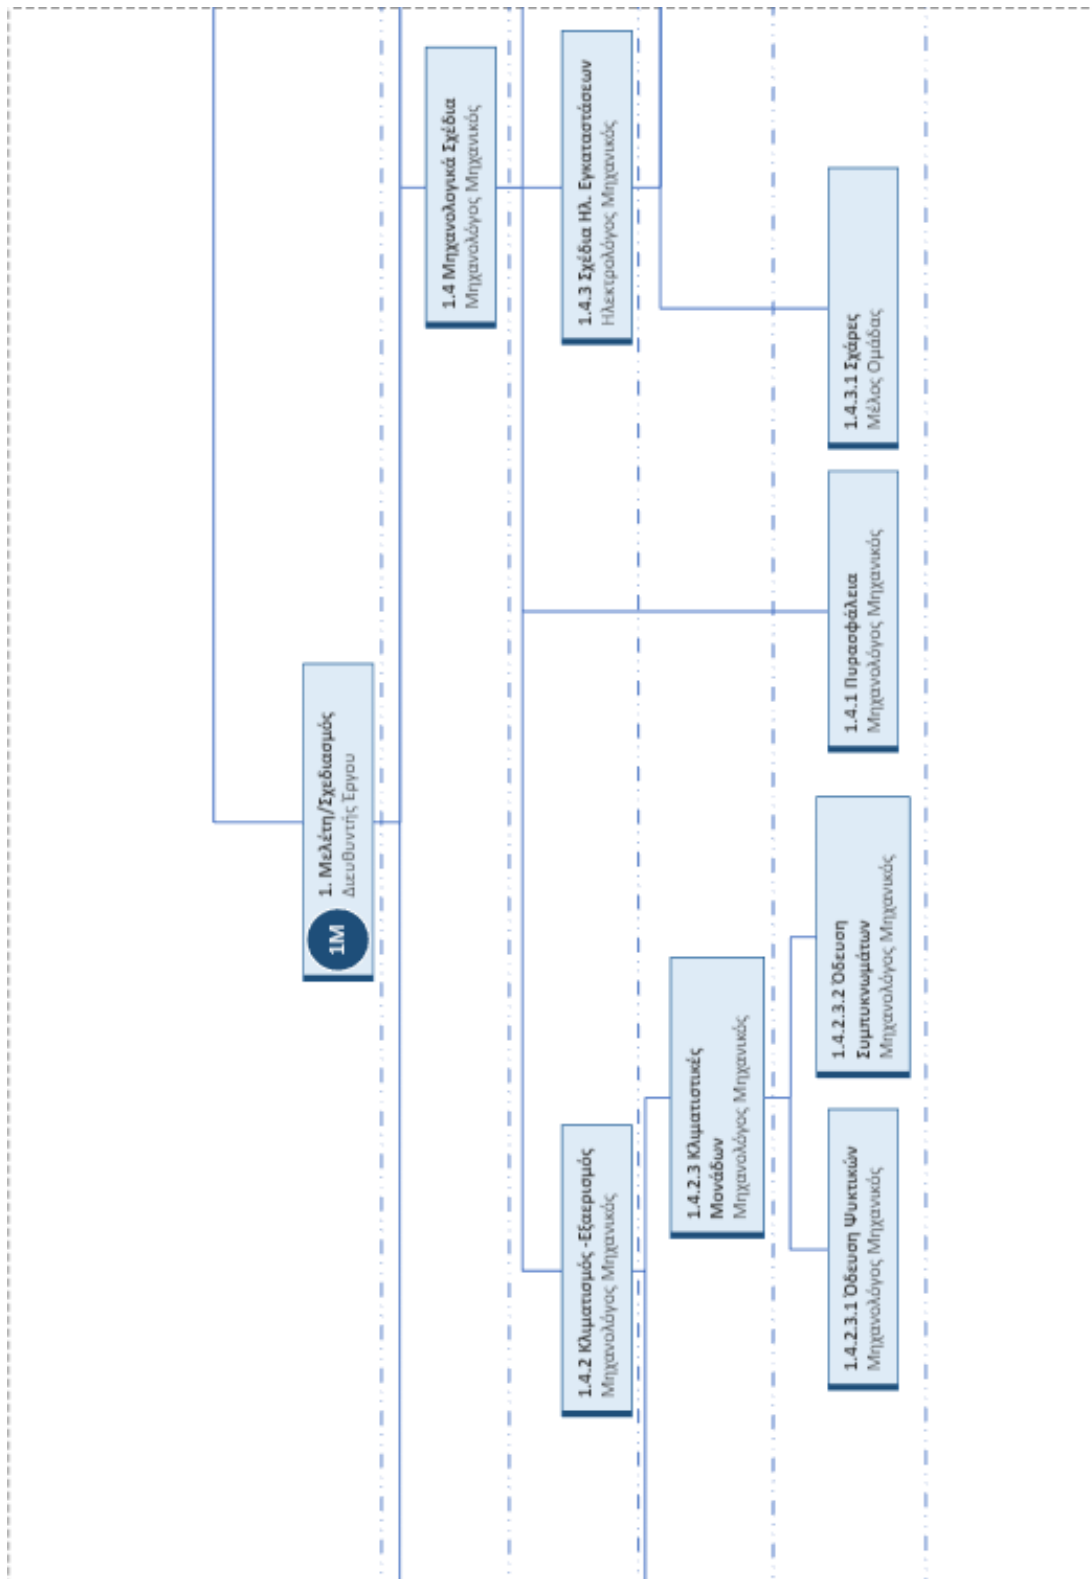 1M
1. Μελέτη/Σχεδιασμός
Διευθυντής Έργου
1.4 Μηχανολογικά Σχέδια
Μηχανολόγος Μηχανικός
1.4.2 Κλιματισμός -Εξαερισμός
Μηχανολόγος Μηχανικός
1.4.3 Σχέδια Ηλ. Εγκαταστάσεων
Ηλεκτρολόγος Μηχανικός
1.4.2.3 Κλιματιστικές
Μονάδων
Μηχανολόγος Μηχανικός
1.4.2.3.1 Όδευση Ψυκτικών
Μηχανολόγος Μηχανικός
1.4.2.3.2 Όδευση
Συμπυκνωμάτων
Μηχανολόγος Μηχανικός
1.4.1 Πυρασφάλεια
Μηχανολόγος Μηχανικός
1.4.3.1 Σχάρες
Μέλος Ομάδας